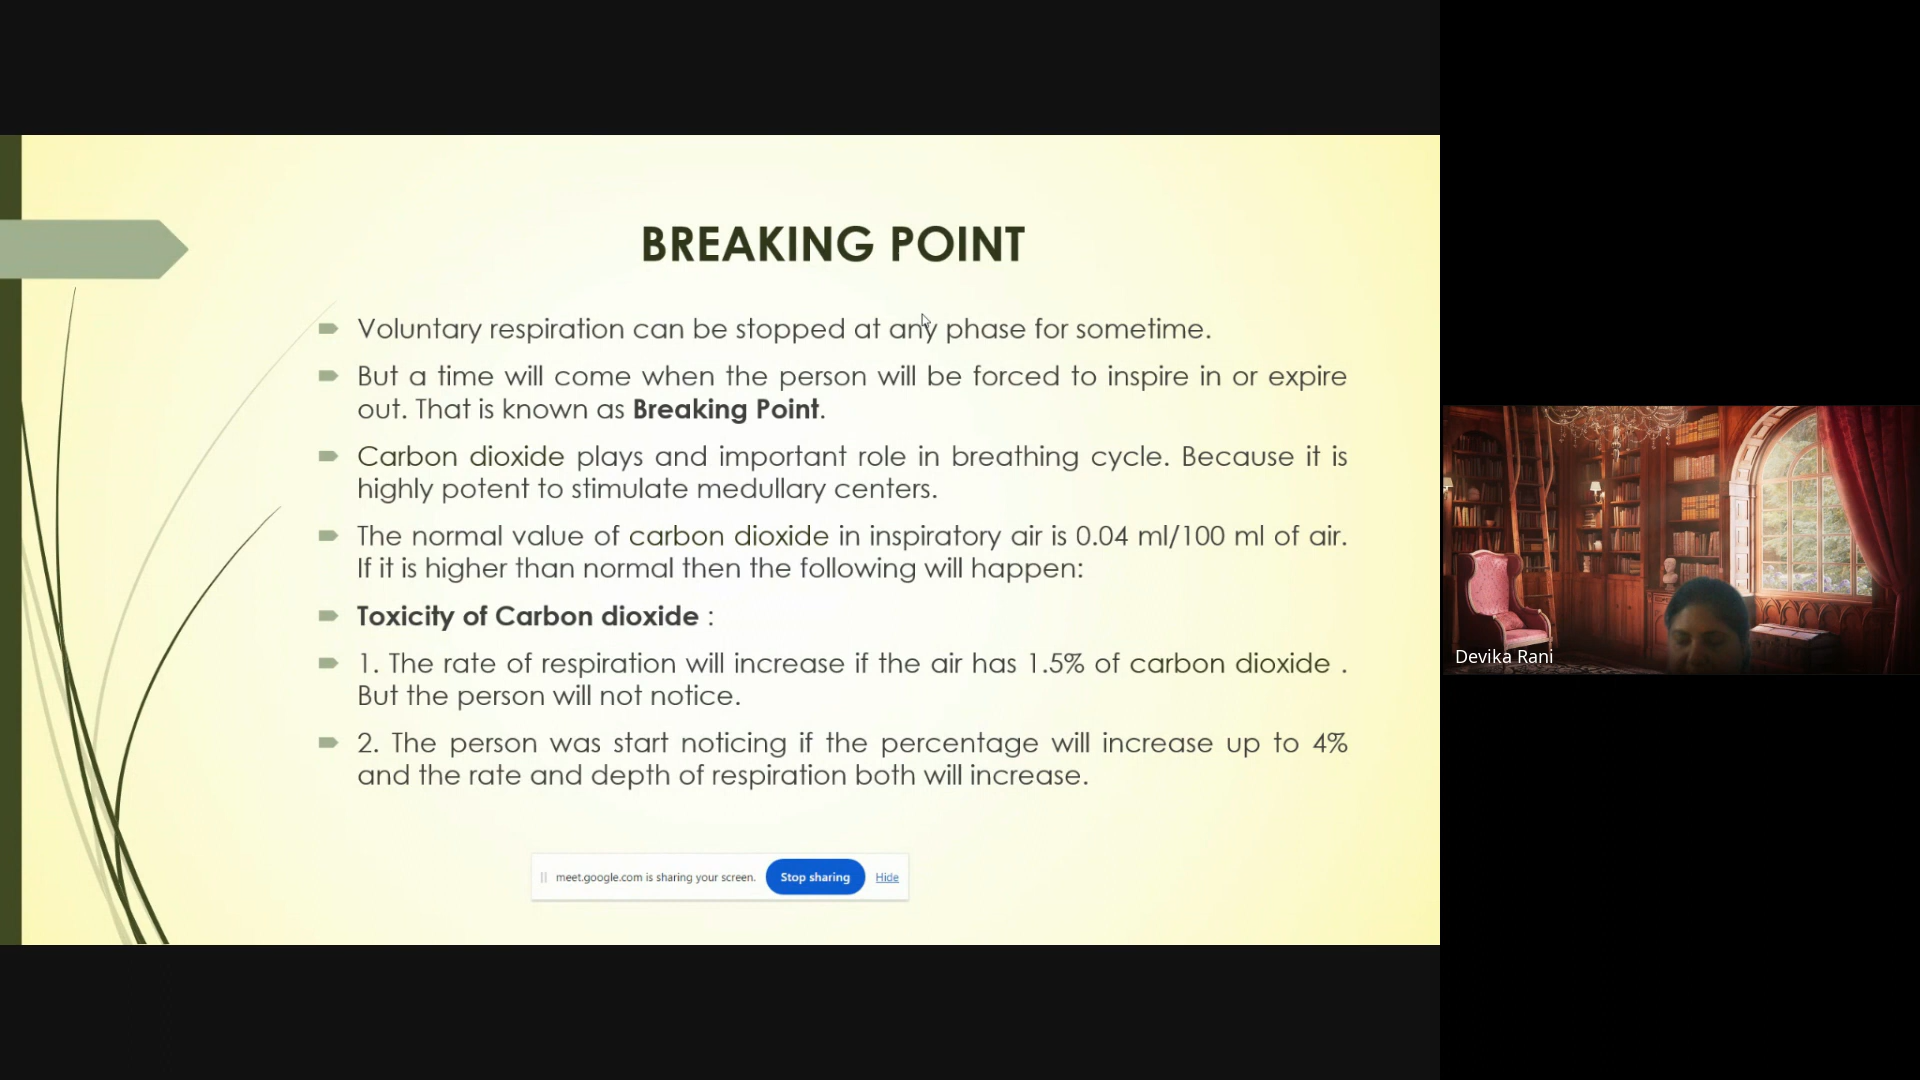 BREAKING POINT
Voluntary respiration can be stopped at any phase for sometime.
But a time will come when the person will be forced to inspire in or expire
out. That is known as Breaking Point.
Carbon dioxide plays and important role in breathing cycle. Because it is
highly potent to stimulate medullary centers.
The normal value of carbon dioxide in inspiratory air is 0.04 ml/100 ml of air.
If it is higher than normal then the following will happen:
Toxicity of Carbon dioxide :
1. The rate of respiration will increase if the air has 1.5% of carbon dioxide .
But the person will not notice.
2. The person was start noticing if the percentage will increase up to 4%
and the rate and depth of respiration both will increase.
meet.google.com is sharing your screen. Stop sharing Hide
Devika Rani